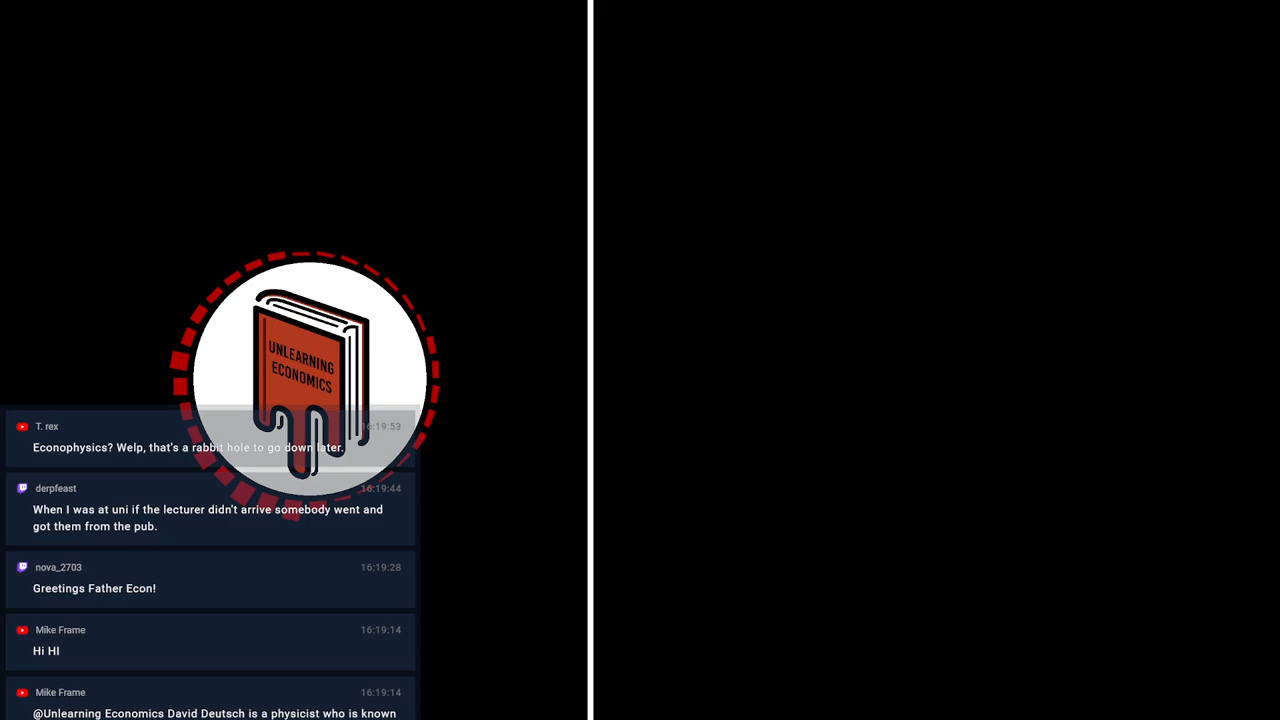 UNLEARNING
ECONOMICS
T. rex 16:19:53
Econophysics? Welp, that's a rabbit hole to go down later.
derpfeast 16:19:44
When I was at uni if the lecturer didn't arrive somebody went and
got them from the pub.
nova_2703 16:19:28
Greetings Father Econ!
Mike Frame 16:19:14
Hi HI
Mike Frame 16:19:14
@Unlearning Economics David Deutsch is a physicist who is known